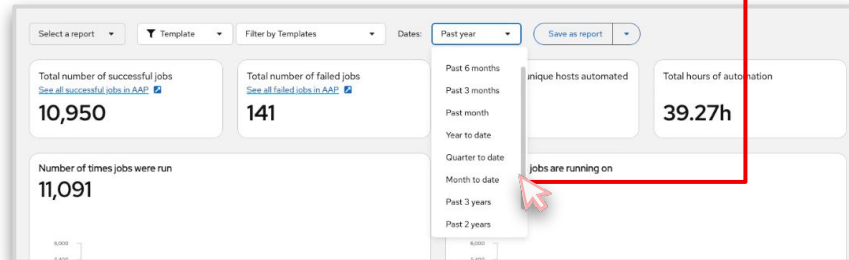 Select a report
Template
Filter by Templates
Dates:
Past year
Save as report
Total number of successful jobs
See all successful jobs in AAP
10,950
Total number of failed jobs
See all failed jobs in AAP
141
unique hosts automated
Total hours of automation
39.27h
Past 6 months
Past 3 months
Past month
Year to date
Quarter to date
Month to date
Past 3 years
Past 2 years
Number of times jobs were run
11,091
jobs are running on
6,000
6,000